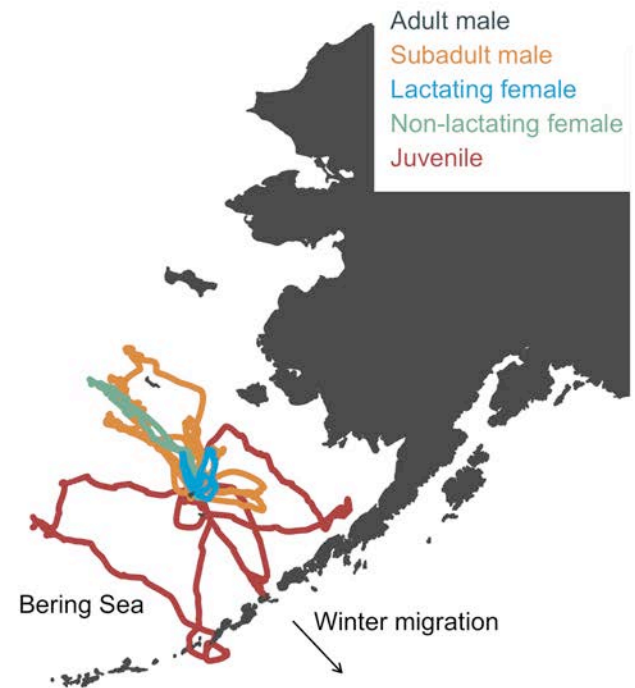 Adult male
Subadult male
Lactating female
Non-lactating female
Juvenile
Bering Sea
Winter migration